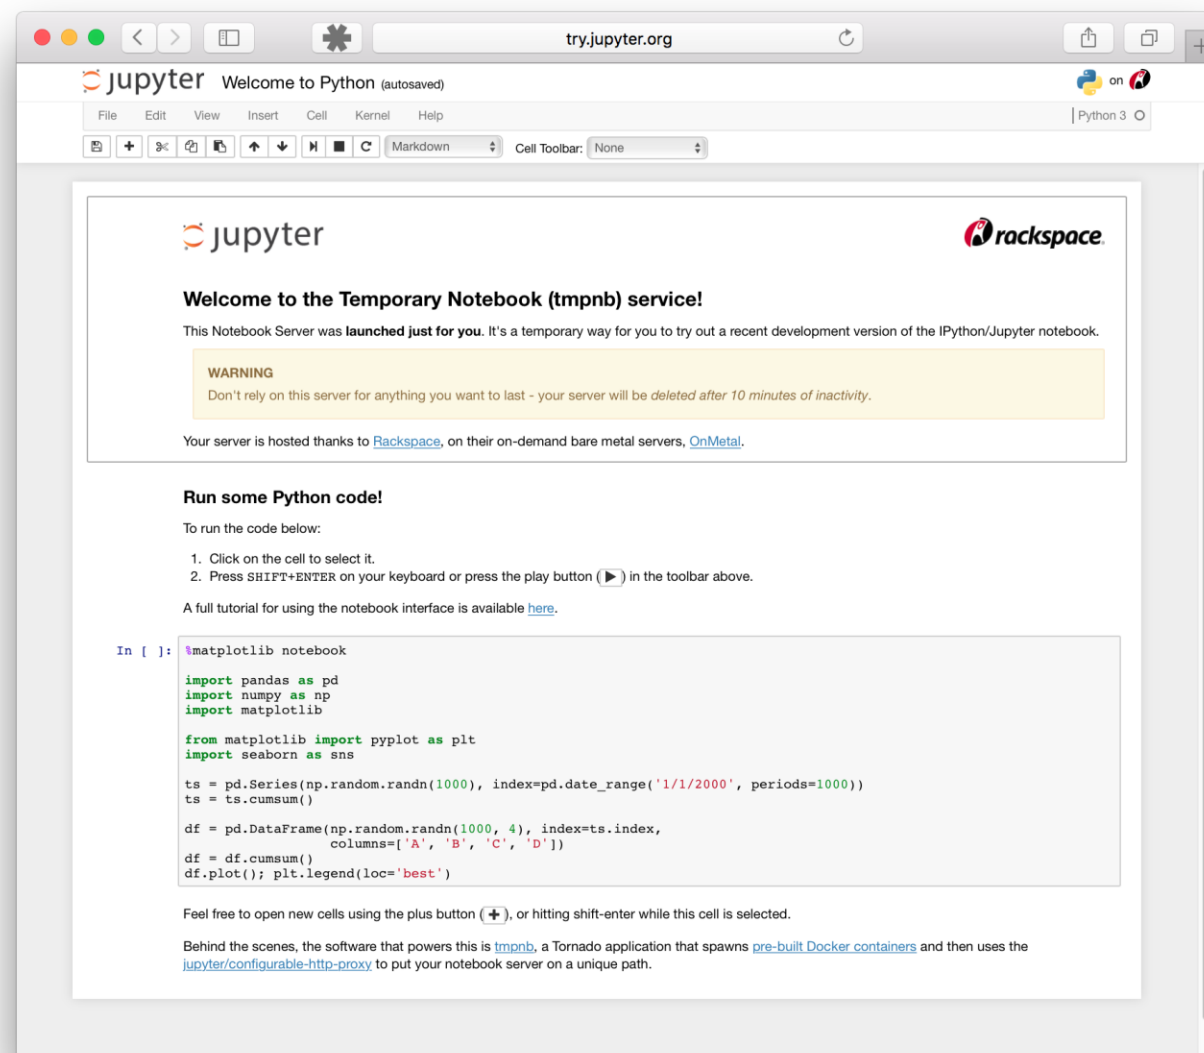 try.jupyter.org
jupyter Welcome to Python (autosaved) on
File Edit View Insert Cell Kernel Help Python 3
Markdown Cell Toolbar: None
jupyter rackspace.
Welcome to the Temporary Notebook (tmpnb) service!
This Notebook Server was launched just for you. It's a temporary way for you to try out a recent development version of the IPython/Jupyter notebook.
WARNING
Don't rely on this server for anything you want to last - your server will be deleted after 10 minutes of inactivity.
Your server is hosted thanks to Rackspace, on their on-demand bare metal servers, OnMetal.
Run some Python code!
To run the code below:
1. Click on the cell to select it.
2. Press SHIFT+ENTER on your keyboard or press the play button (▶) in the toolbar above.
A full tutorial for using the notebook interface is available here.
In [ ]: %matplotlib notebook
import pandas as pd
import numpy as np
import matplotlib
from matplotlib import pyplot as plt
import seaborn as sns
ts = pd.Series(np.random.randn(1000), index=pd.date_range('1/1/2000', periods=1000))
ts = ts.cumsum()
df = pd.DataFrame(np.random.randn(1000, 4), index=ts.index,
columns=['A', 'B', 'C', 'D'])
df = df.cumsum()
df.plot(); plt.legend(loc='best')
Feel free to open new cells using the plus button (+), or hitting shift-enter while this cell is selected.
Behind the scenes, the software that powers this is tmpnb, a Tornado application that spawns pre-built Docker containers and then uses the
jupyter/configurable-http-proxy to put your notebook server on a unique path.